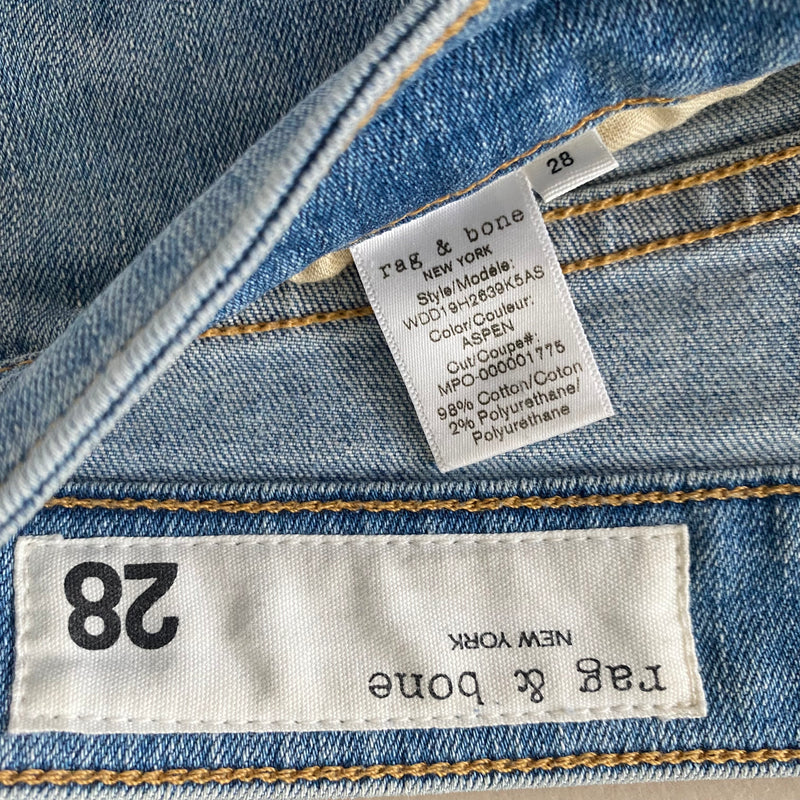 28
rag & bone
NEW YORK
Style/Modèle:
WDD19H2639K5AS
Color/Couleur:
ASPEN
Cut/Coupe#:
MPO-000001775
98% Cotton/Coton
2% Polyurethane/
Polyurethane
rag & bone
NEW YORK
28